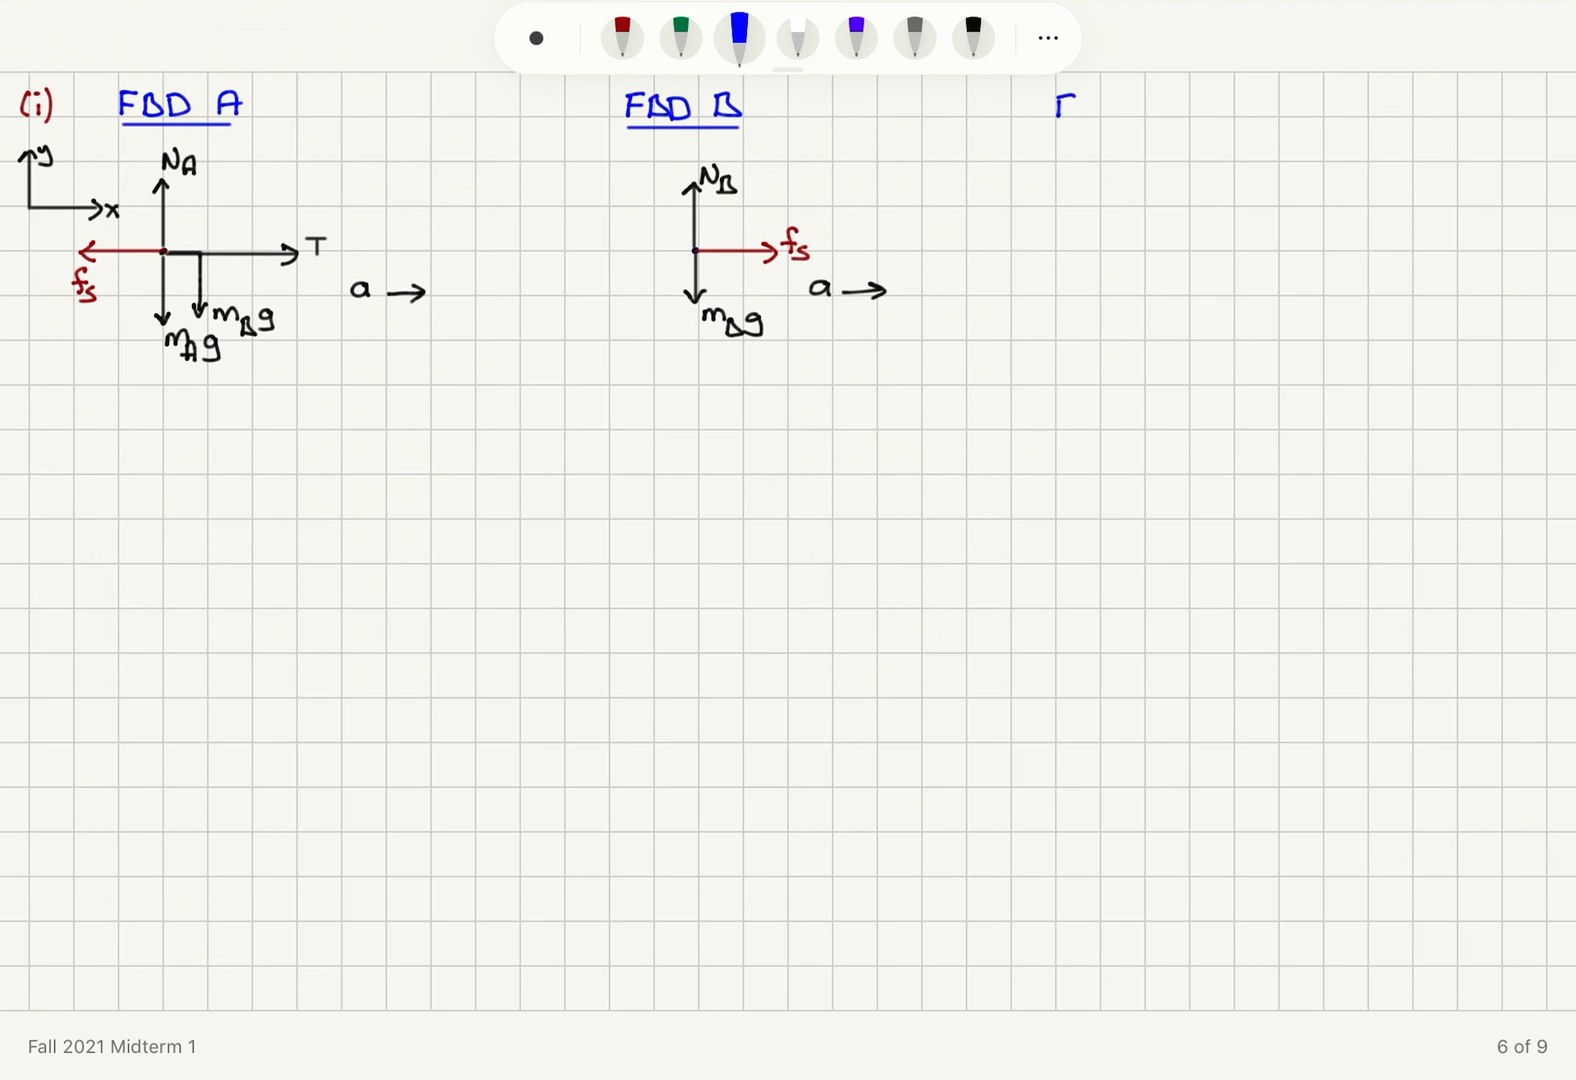 (i) FBD A FBD B F
y NA NB
x
T fs
fs a → a →
mBg mBg
mAg
Fall 2021 Midterm 1 6 of 9